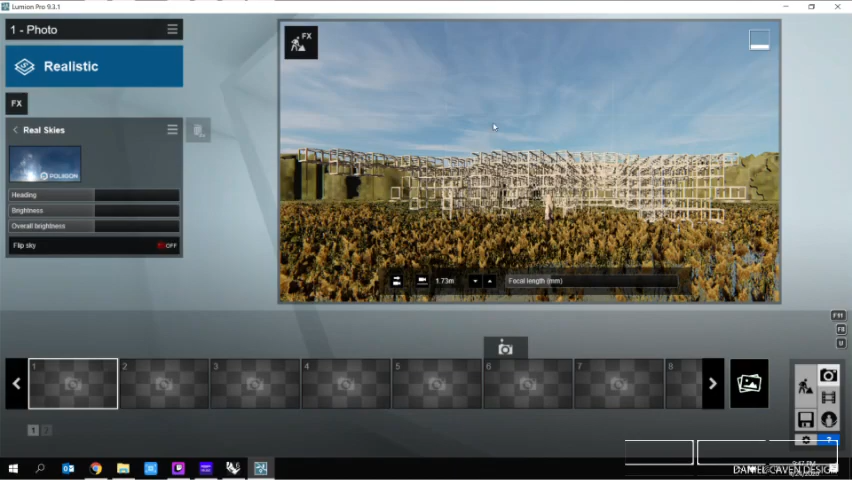 Lumion Pro 9.3.1
1 - Photo
FX
Realistic
FX
Real Skies
POLIIGON
Heading
Brightness
Overall brightness
Flip sky
OFF
1.73m
Focal length (mm)
F11
F8
U
1
2
3
4
5
6
7
8
1
2
?
DANIEL CAVEN DESIGN